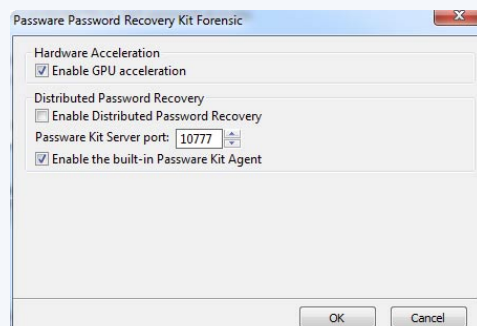 Passware Password Recovery Kit Forensic
Hardware Acceleration
Enable GPU acceleration
Distributed Password Recovery
Enable Distributed Password Recovery
Passware Kit Server port: 10777
Enable the built-in Passware Kit Agent
OK Cancel